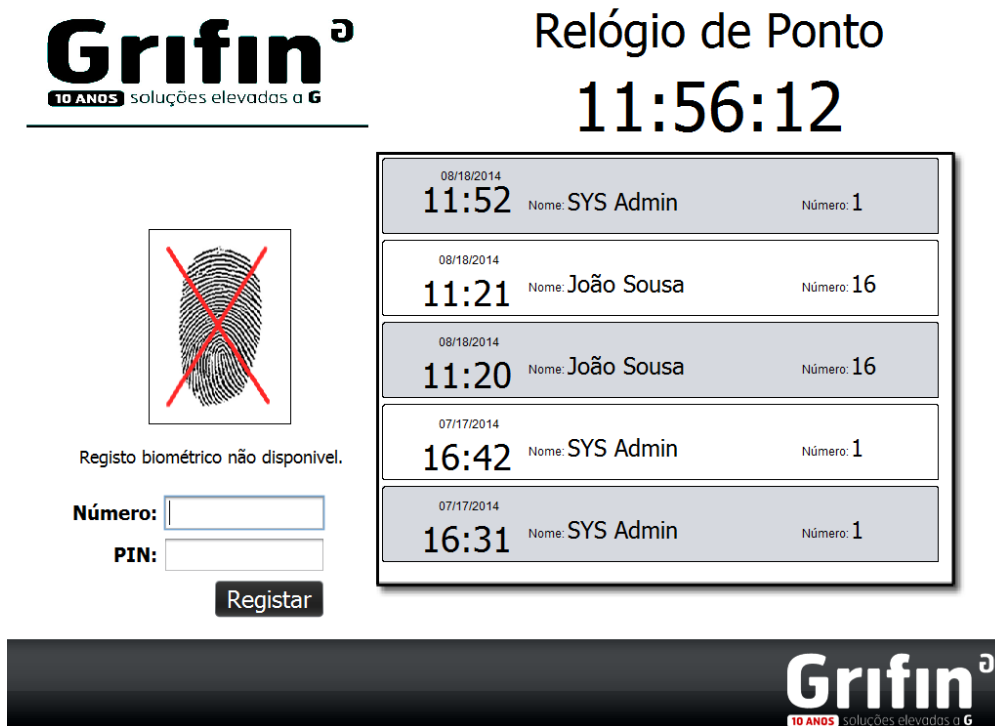 Grifin G
10 ANOS soluções elevadas a G
Relógio de Ponto
11:56:12
Registo biométrico não disponivel.
Número:
PIN:
Registar
08/18/2014
11:52 Nome: SYS Admin Número: 1
08/18/2014
11:21 Nome: João Sousa Número: 16
08/18/2014
11:20 Nome: João Sousa Número: 16
07/17/2014
16:42 Nome: SYS Admin Número: 1
07/17/2014
16:31 Nome: SYS Admin Número: 1
Grifin G
10 ANOS soluções elevadas a G